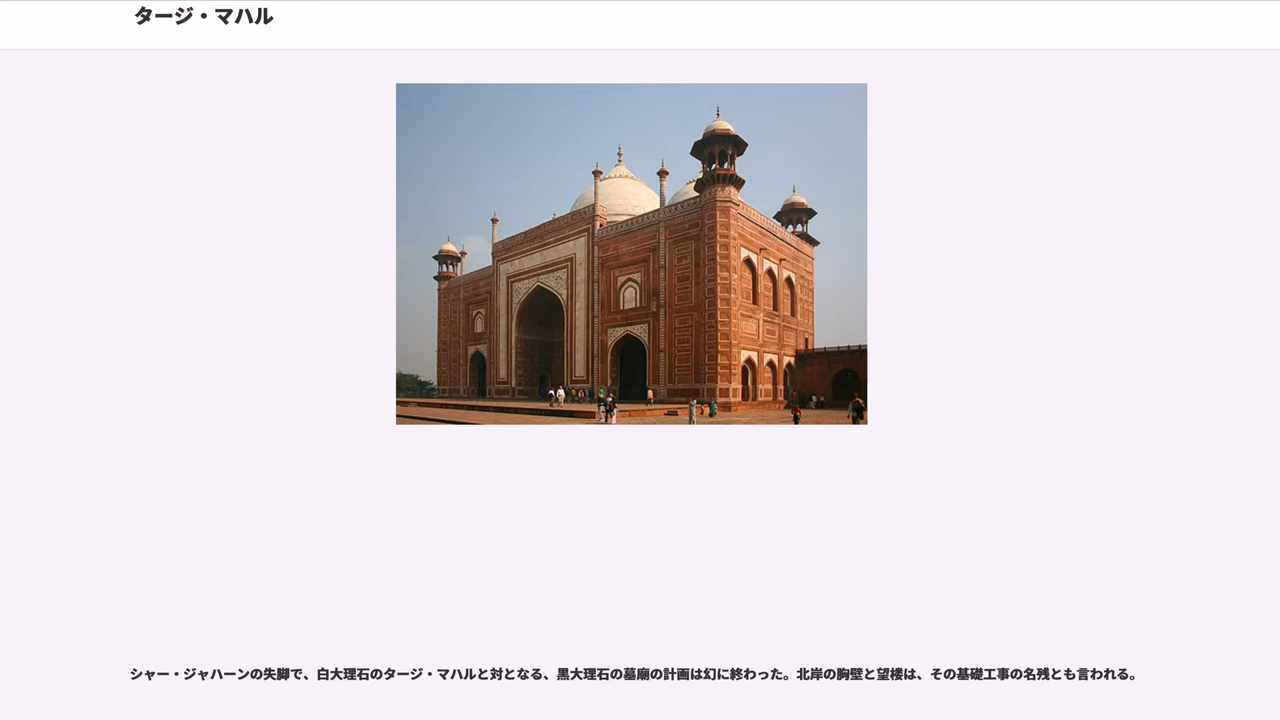 タージ・マハル
シャー・ジャハーンの失脚で、白大理石のタージ・マハルと対となる、黒大理石の墓廟の計画は幻に終わった。北岸の胸壁と望楼は、その基礎工事の名残とも言われる。